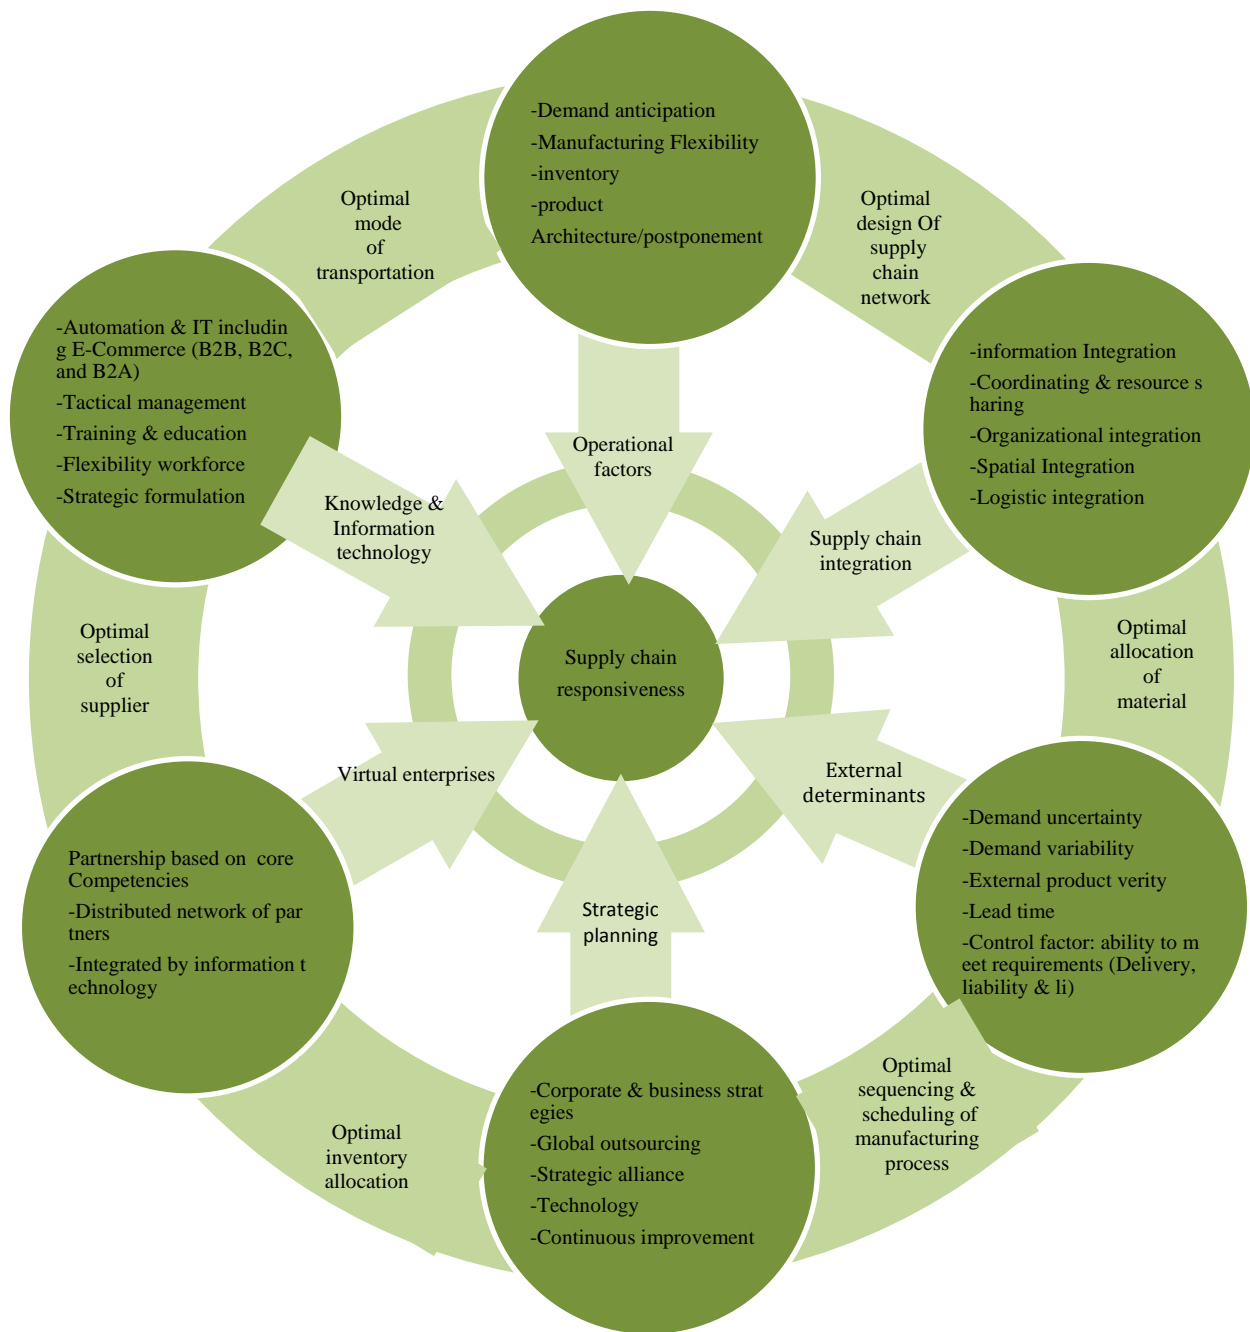 -Demand anticipation
-Manufacturing Flexibility
-inventory
-product
Architecture/postponement
Optimal
mode
of
transportation
Optimal
design Of
supply
chain
network
-Automation & IT includin
g E-Commerce (B2B, B2C,
and B2A)
-Tactical management
-Training & education
-Flexibility workforce
-Strategic formulation
-information Integration
-Coordinating & resource s
haring
-Organizational integration
-Spatial Integration
-Logistic integration
Operational
factors
Knowledge &
Information
technology
Supply chain
integration
Optimal
selection
of
supplier
Supply chain
responsiveness
Optimal
allocation
of
material
Virtual enterprises
External
determinants
Partnership based on core
Competencies
-Distributed network of par
tners
-Integrated by information t
echnology
-Demand uncertainty
-Demand variability
-External product verity
-Lead time
-Control factor: ability to m
eet requirements (Delivery,
liability & li)
Strategic
planning
Optimal
inventory
allocation
-Corporate & business strat
egies
-Global outsourcing
-Strategic alliance
-Technology
-Continuous improvement
Optimal
sequencing &
scheduling of
manufacturing
process